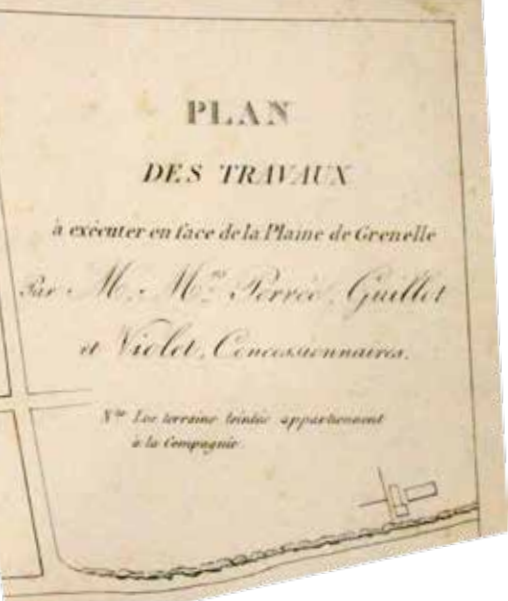 PLAN
DES TRAVAUX
à exécuter en face de la Plaine de Grenelle
Par M. M.rs Perrée, Guillot
et Violet, Concessionnaires.
N.ta Les terrains teintés appartiennent
à la Compagnie.